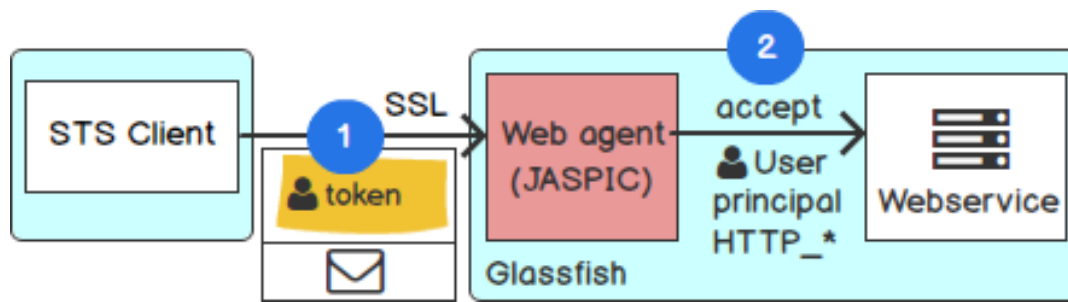 2
SSL
accept
STS Client
1
Web agent
(JASPIC)
token
User
principal
HTTP_*
Webservice
Glassfish